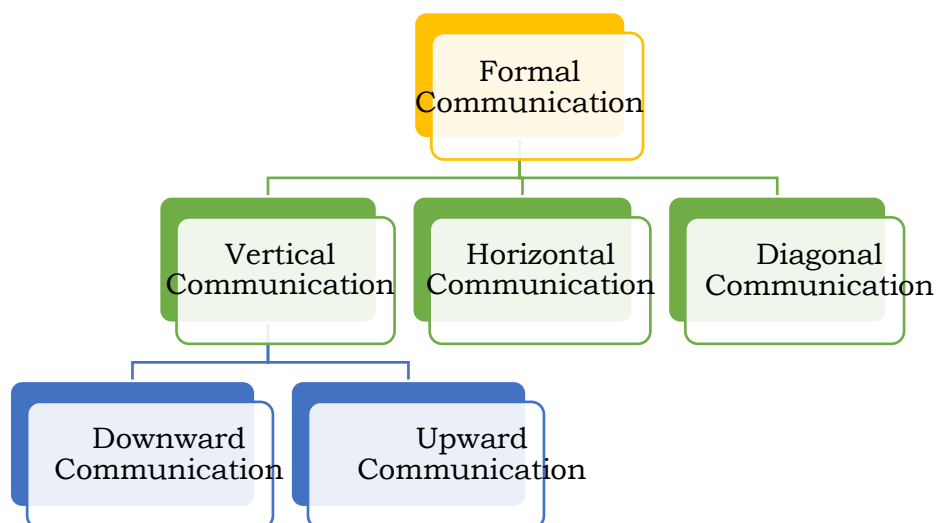 Formal
Communication
Vertical
Communication
Horizontal
Communication
Diagonal
Communication
Downward
Communication
Upward
Communication